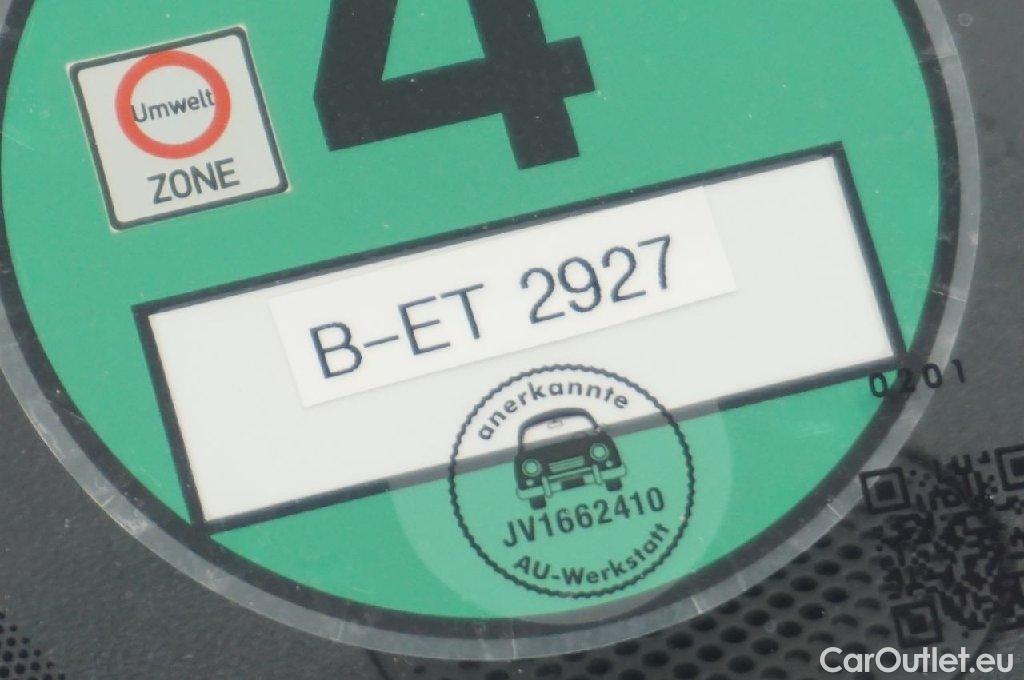 4
Umwelt
ZONE
B-ET 2927
0201
anerkannte
JV1662410
AU-Werkstatt
CarOutlet.eu